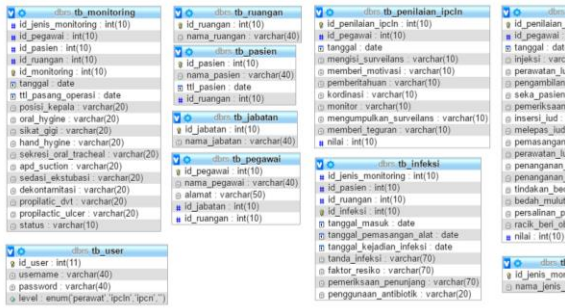 dbrs tb_monitoring
id_jenis_monitoring : int(10)
id_pegawai : int(10)
id_pasien : int(10)
id_ruangan : int(10)
id_monitoring : int(10)
tanggal : date
ttl_pasang_operasi : date
posisi_kepala : varchar(20)
oral_hygine : varchar(20)
sikat_gigi : varchar(20)
hand_hygine : varchar(20)
sekresi_oral_tracheal : varchar(20)
apd_suction : varchar(20)
sedasi_ekstubasi : varchar(20)
dekontamitasi : varchar(20)
propilatic_dvt : varchar(20)
propilactic_ulcer : varchar(20)
status : varchar(10)
dbrs tb_user
id_user : int(11)
username : varchar(40)
password : varchar(40)
level : enum('perawat','ipcln','ipcn','')
dbrs tb_ruangan
id_ruangan : int(10)
nama_ruangan : varchar(40)
dbrs tb_pasien
id_pasien : int(10)
nama_pasien : varchar(40)
ttl_pasien : date
id_ruangan : int(10)
dbrs tb_jabatan
id_jabatan : int(10)
nama_jabatan : varchar(40)
dbrs tb_pegawai
id_pegawai : int(10)
nama_pegawai : varchar(40)
alamat : varchar(50)
id_jabatan : int(10)
id_ruangan : int(10)
dbrs tb_penilaian_ipcln
id_penilaian_ipcln : int(10)
id_pegawai : int(10)
tanggal : date
mengisi_surveilans : varchar(10)
memberi_motivasi : varchar(10)
pemberitahuan : varchar(10)
kordinasi : varchar(10)
monitor : varchar(10)
mengumpulkan_surveilans : varchar(10)
memberi_teguran : varchar(10)
nilai : int(10)
dbrs tb_infeksi
id_jenis_monitoring : int(10)
id_pasien : int(10)
id_ruangan : int(10)
id_infeksi : int(10)
tanggal_masuk : date
tanggal_pemasangan_alat : date
tanggal_kejadian_infeksi : date
tanda_infeksi : varchar(70)
faktor_resiko : varchar(70)
pemeriksaan_penunjang : varchar(70)
penggunaan_antibiotik : varchar(20)
id_penilaian
id_pegawai :
tanggal : dat
injeksi : varc
perawatan_lu
pengambilan
seka_pasien
pemeriksaan
insersi_iud :
melepas_iud
pemasangan
perawatan_lu
penanganan
penanganan_
tindakan_bed
bedah_mulut
persalinan_p
racik_beri_ob
nilai : int(10)
dbrs tb
id_jenis_mon
nama_jenis_